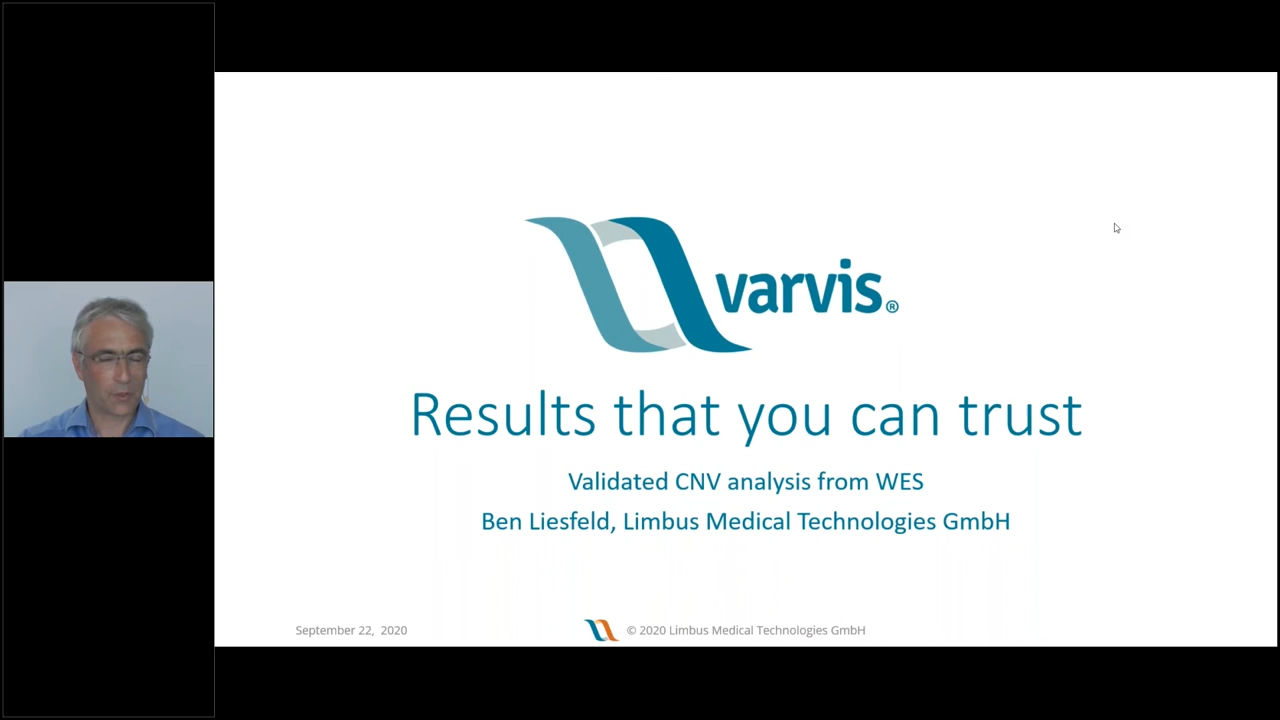 varvis®
Results that you can trust
Validated CNV analysis from WES
Ben Liesfeld, Limbus Medical Technologies GmbH
September 22, 2020
© 2020 Limbus Medical Technologies GmbH